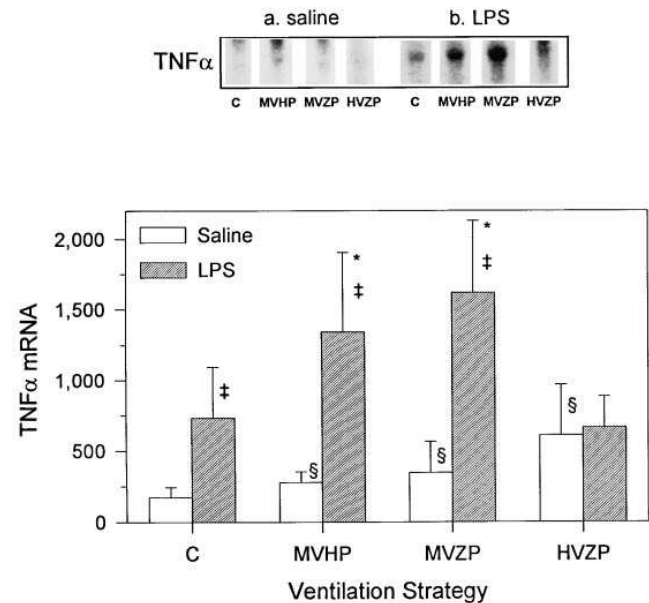 a. saline b. LPS
TNFα
C MVHP MVZP HVZP C MVHP MVZP HVZP
2,000
1,500
1,000
500
0
TNFα mRNA
Saline
LPS
‡
§
*
‡
§
*
‡
§
C MVHP MVZP HVZP
Ventilation Strategy